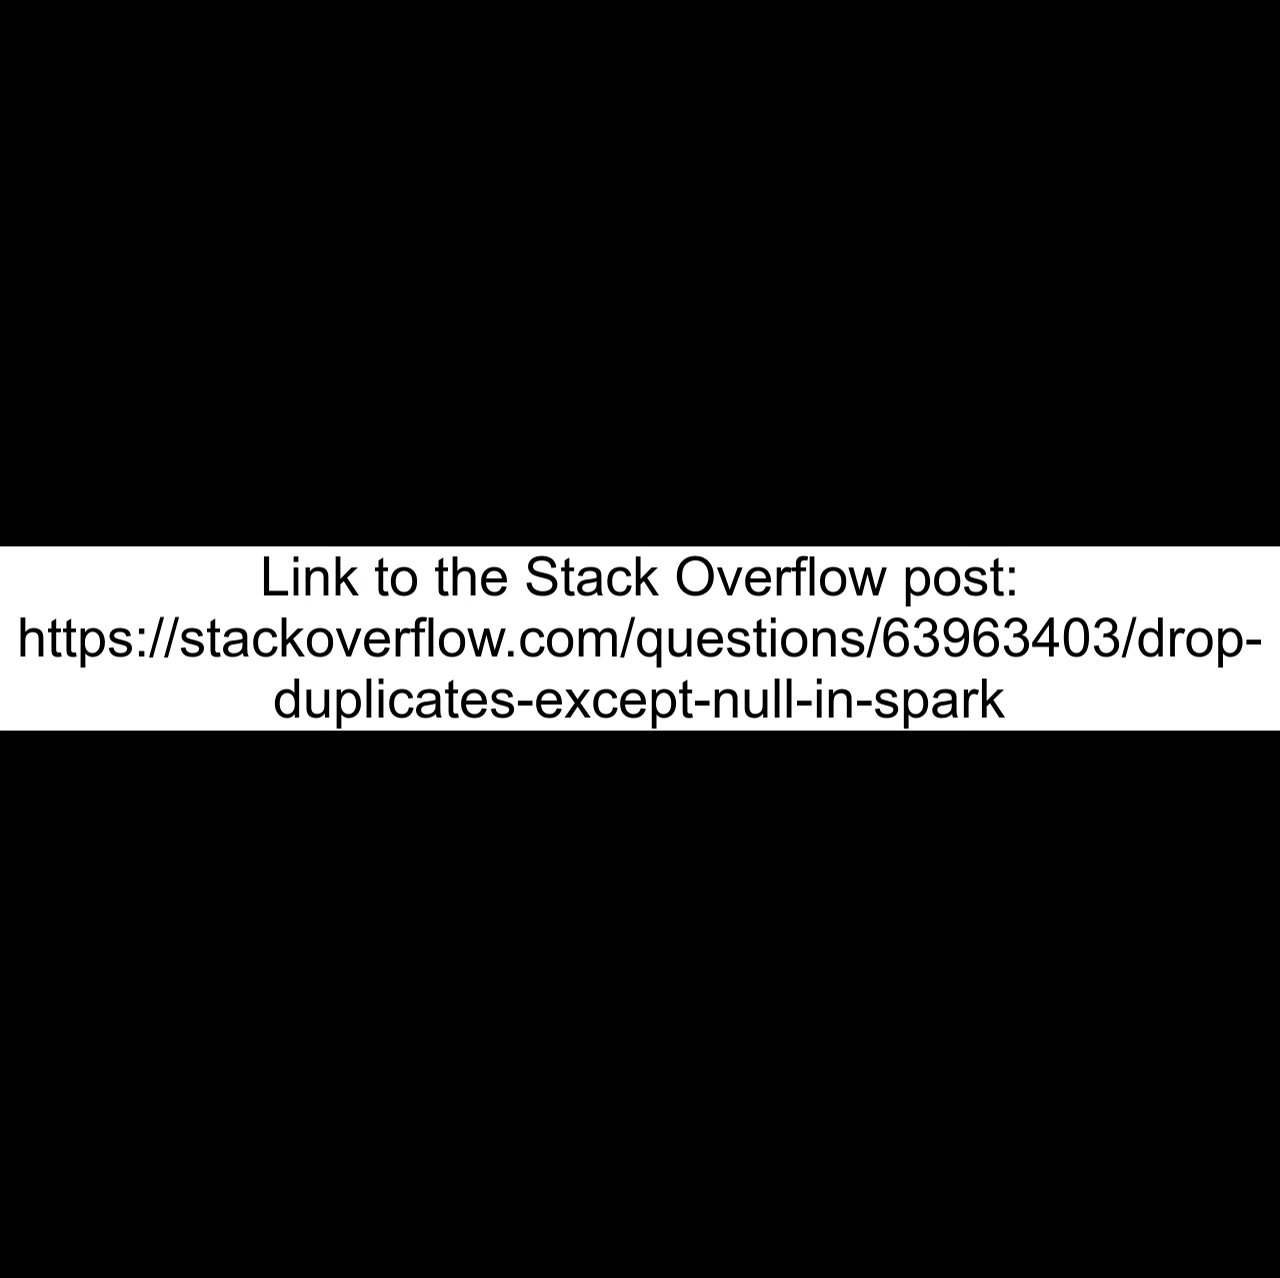 Link to the Stack Overflow post:
https://stackoverflow.com/questions/63963403/drop-
duplicates-except-null-in-spark